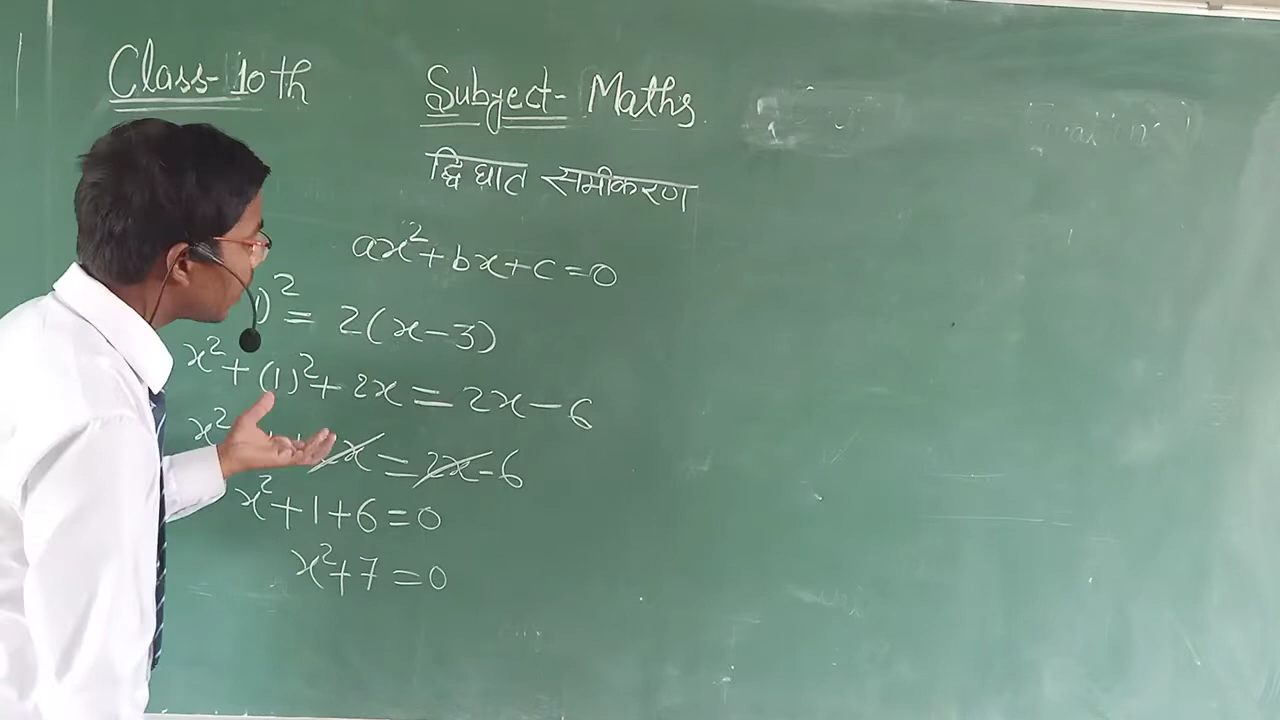 Class-10th
Subject- Maths
द्विघात समीकरण
ax²+bx+c=0
)² = 2(x-3)
x²+(1)²+2x=2x-6
x² 2x=2x-6
x²+1+6=0
x²+7=0